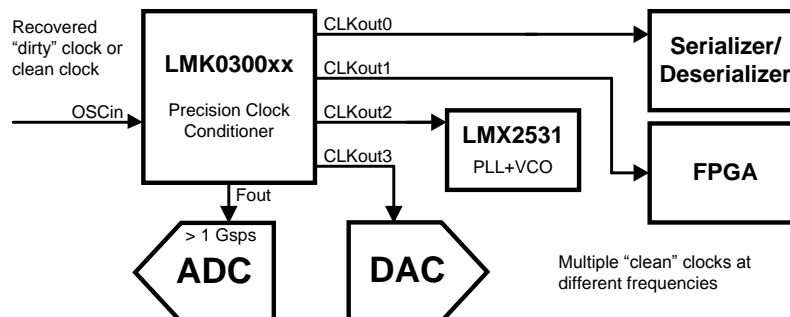 Recovered
“dirty” clock or
clean clock
OSCin
LMK0300xx
Precision Clock
Conditioner
CLKout0
CLKout1
CLKout2
CLKout3
Fout
Serializer/
Deserializer
LMX2531
PLL+VCO
FPGA
> 1 Gsps
ADC
DAC
Multiple “clean” clocks at
different frequencies